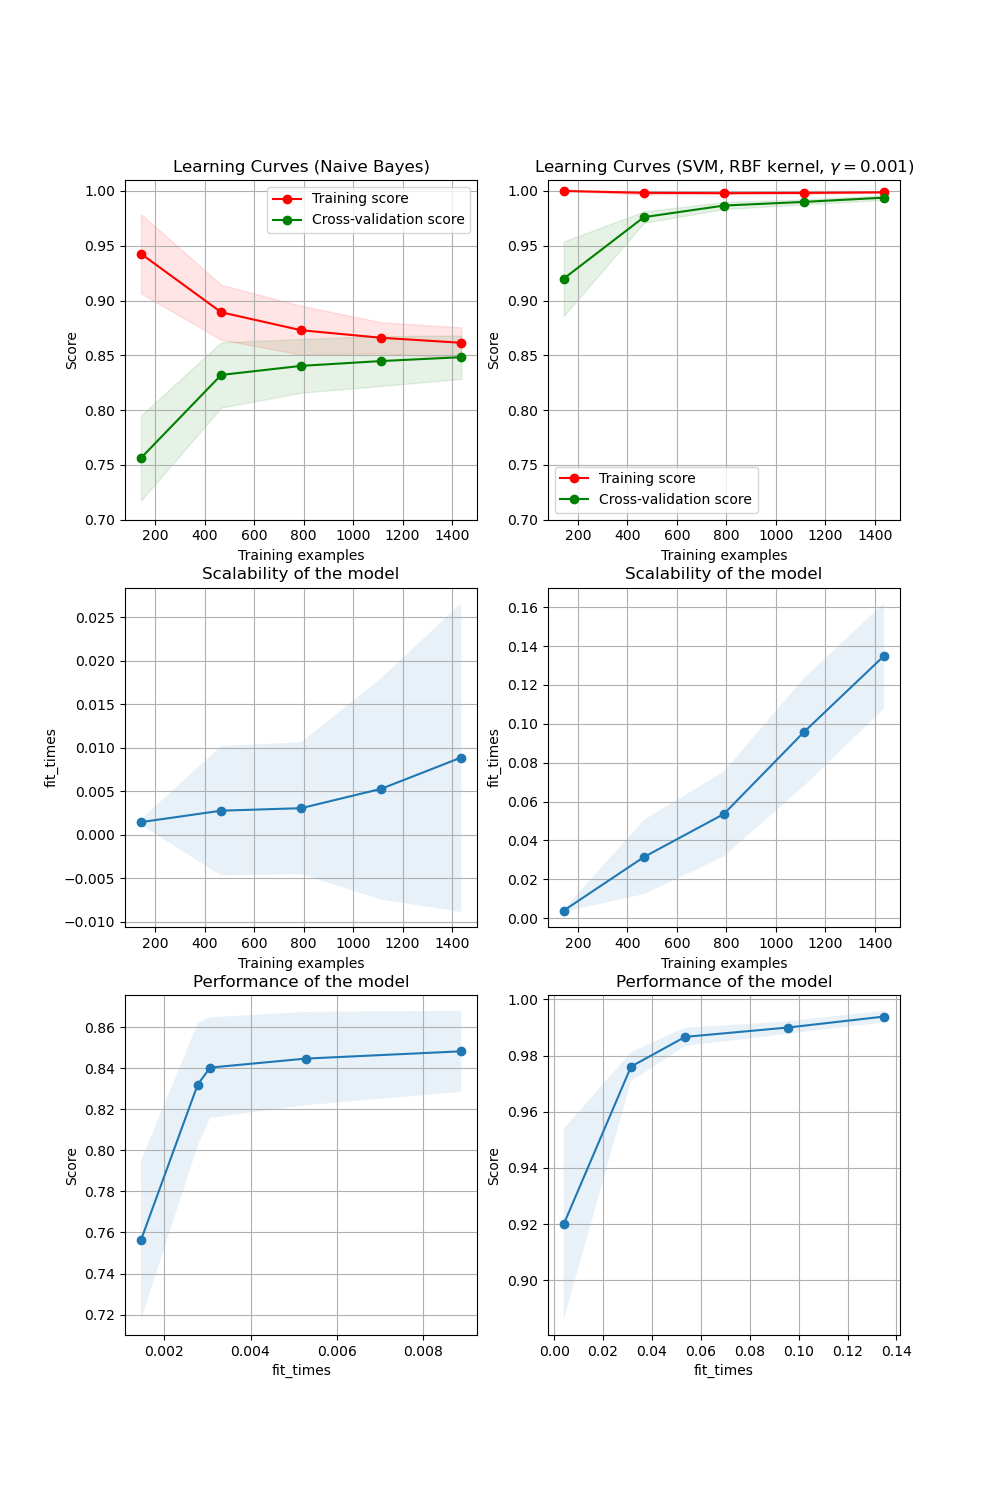 Learning Curves (Naive Bayes)
1.00
0.95
0.90
0.85
0.80
0.75
0.70
Score
Training score
Cross-validation score
200 400 600 800 1000 1200 1400
Training examples
Learning Curves (SVM, RBF kernel, γ = 0.001)
1.00
0.95
0.90
0.85
0.80
0.75
0.70
Score
Training score
Cross-validation score
200 400 600 800 1000 1200 1400
Training examples
Scalability of the model
0.025
0.020
0.015
0.010
0.005
0.000
−0.005
−0.010
fit_times
200 400 600 800 1000 1200 1400
Training examples
Scalability of the model
0.16
0.14
0.12
0.10
0.08
0.06
0.04
0.02
0.00
fit_times
200 400 600 800 1000 1200 1400
Training examples
Performance of the model
0.86
0.84
0.82
0.80
0.78
0.76
0.74
0.72
Score
0.002 0.004 0.006 0.008
fit_times
Performance of the model
1.00
0.98
0.96
0.94
0.92
0.90
Score
0.00 0.02 0.04 0.06 0.08 0.10 0.12 0.14
fit_times